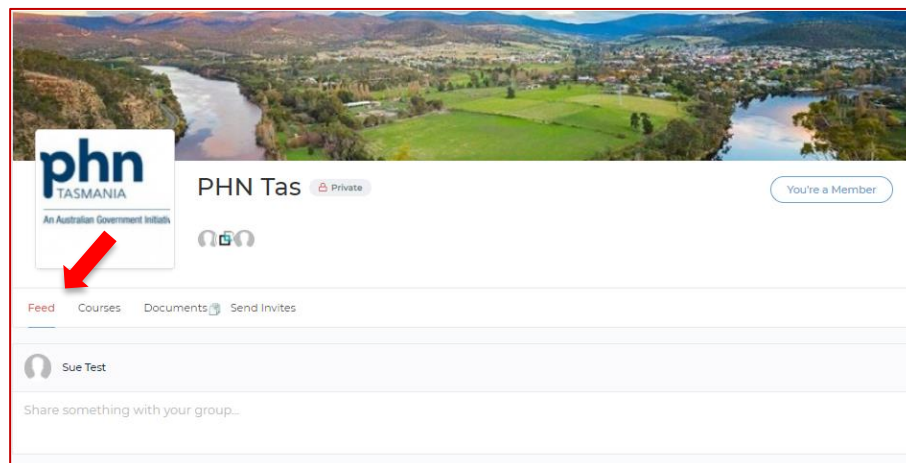 phn
TASMANIA
An Australian Government Initiativ
PHN Tas Private
You're a Member
Feed Courses Documents Send Invites
Sue Test
Share something with your group...